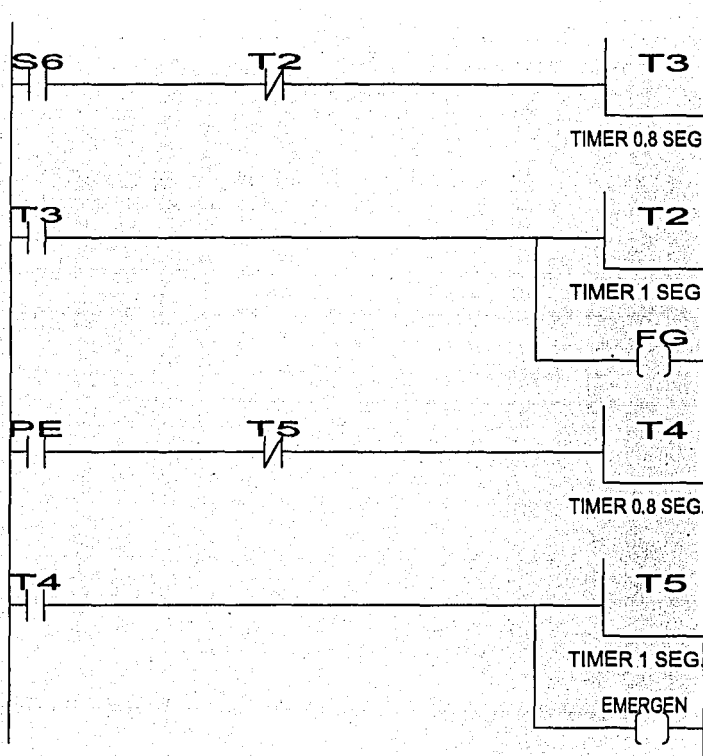 S6 T2 T3
TIMER 0.8 SEG
T3 T2
TIMER 1 SEG
FG
PE T5 T4
TIMER 0.8 SEG.
T4 T5
TIMER 1 SEG.
EMERGEN